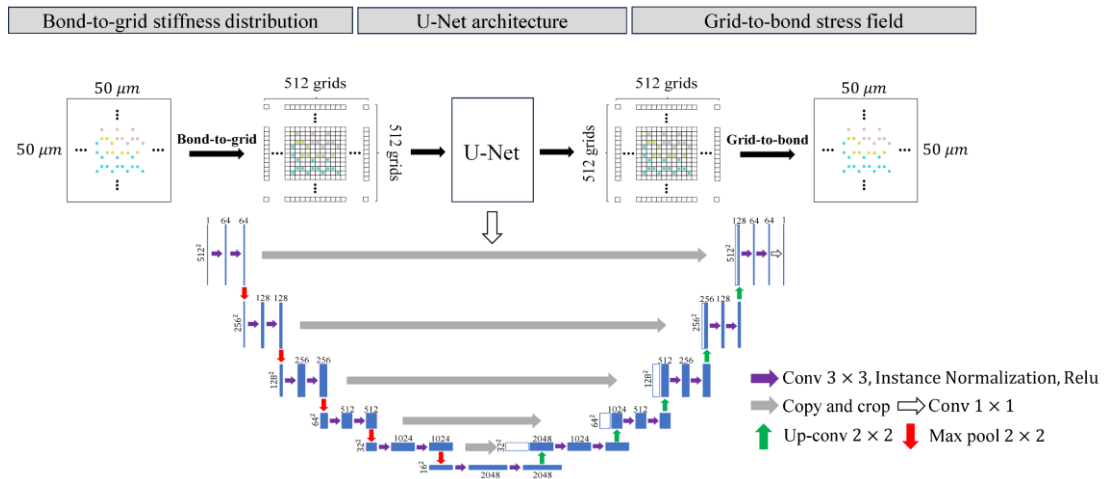 Bond-to-grid stiffness distribution
U-Net architecture
Grid-to-bond stress field
50 μm
50 μm
Bond-to-grid
512 grids
512 grids
U-Net
512 grids
512 grids
Grid-to-bond
50 μm
50 μm
1 64 64
512²
128 64 64 1
512²
128 128
256²
256 128
256²
256 256
128²
512 256
128²
512 512
64²
1024 512
64²
1024 1024
32²
2048 1024
32²
16²
2048 2048
Conv 3 × 3, Instance Normalization, Relu
Copy and crop Conv 1 × 1
Up-conv 2 × 2 Max pool 2 × 2